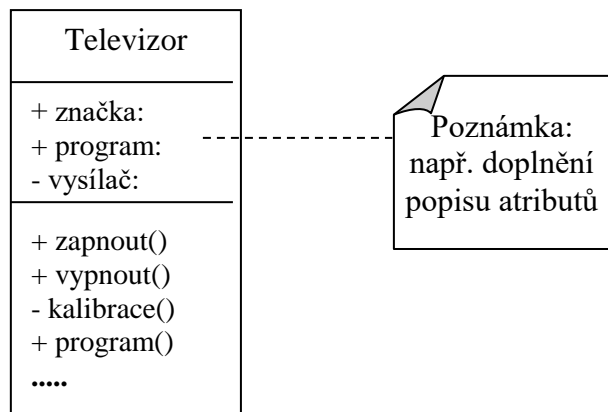 Televizor
+ značka:
+ program:
- vysílač:
+ zapnout()
+ vypnout()
- kalibrace()
+ program()
.....
Poznámka:
např. doplnění
popisu atributů